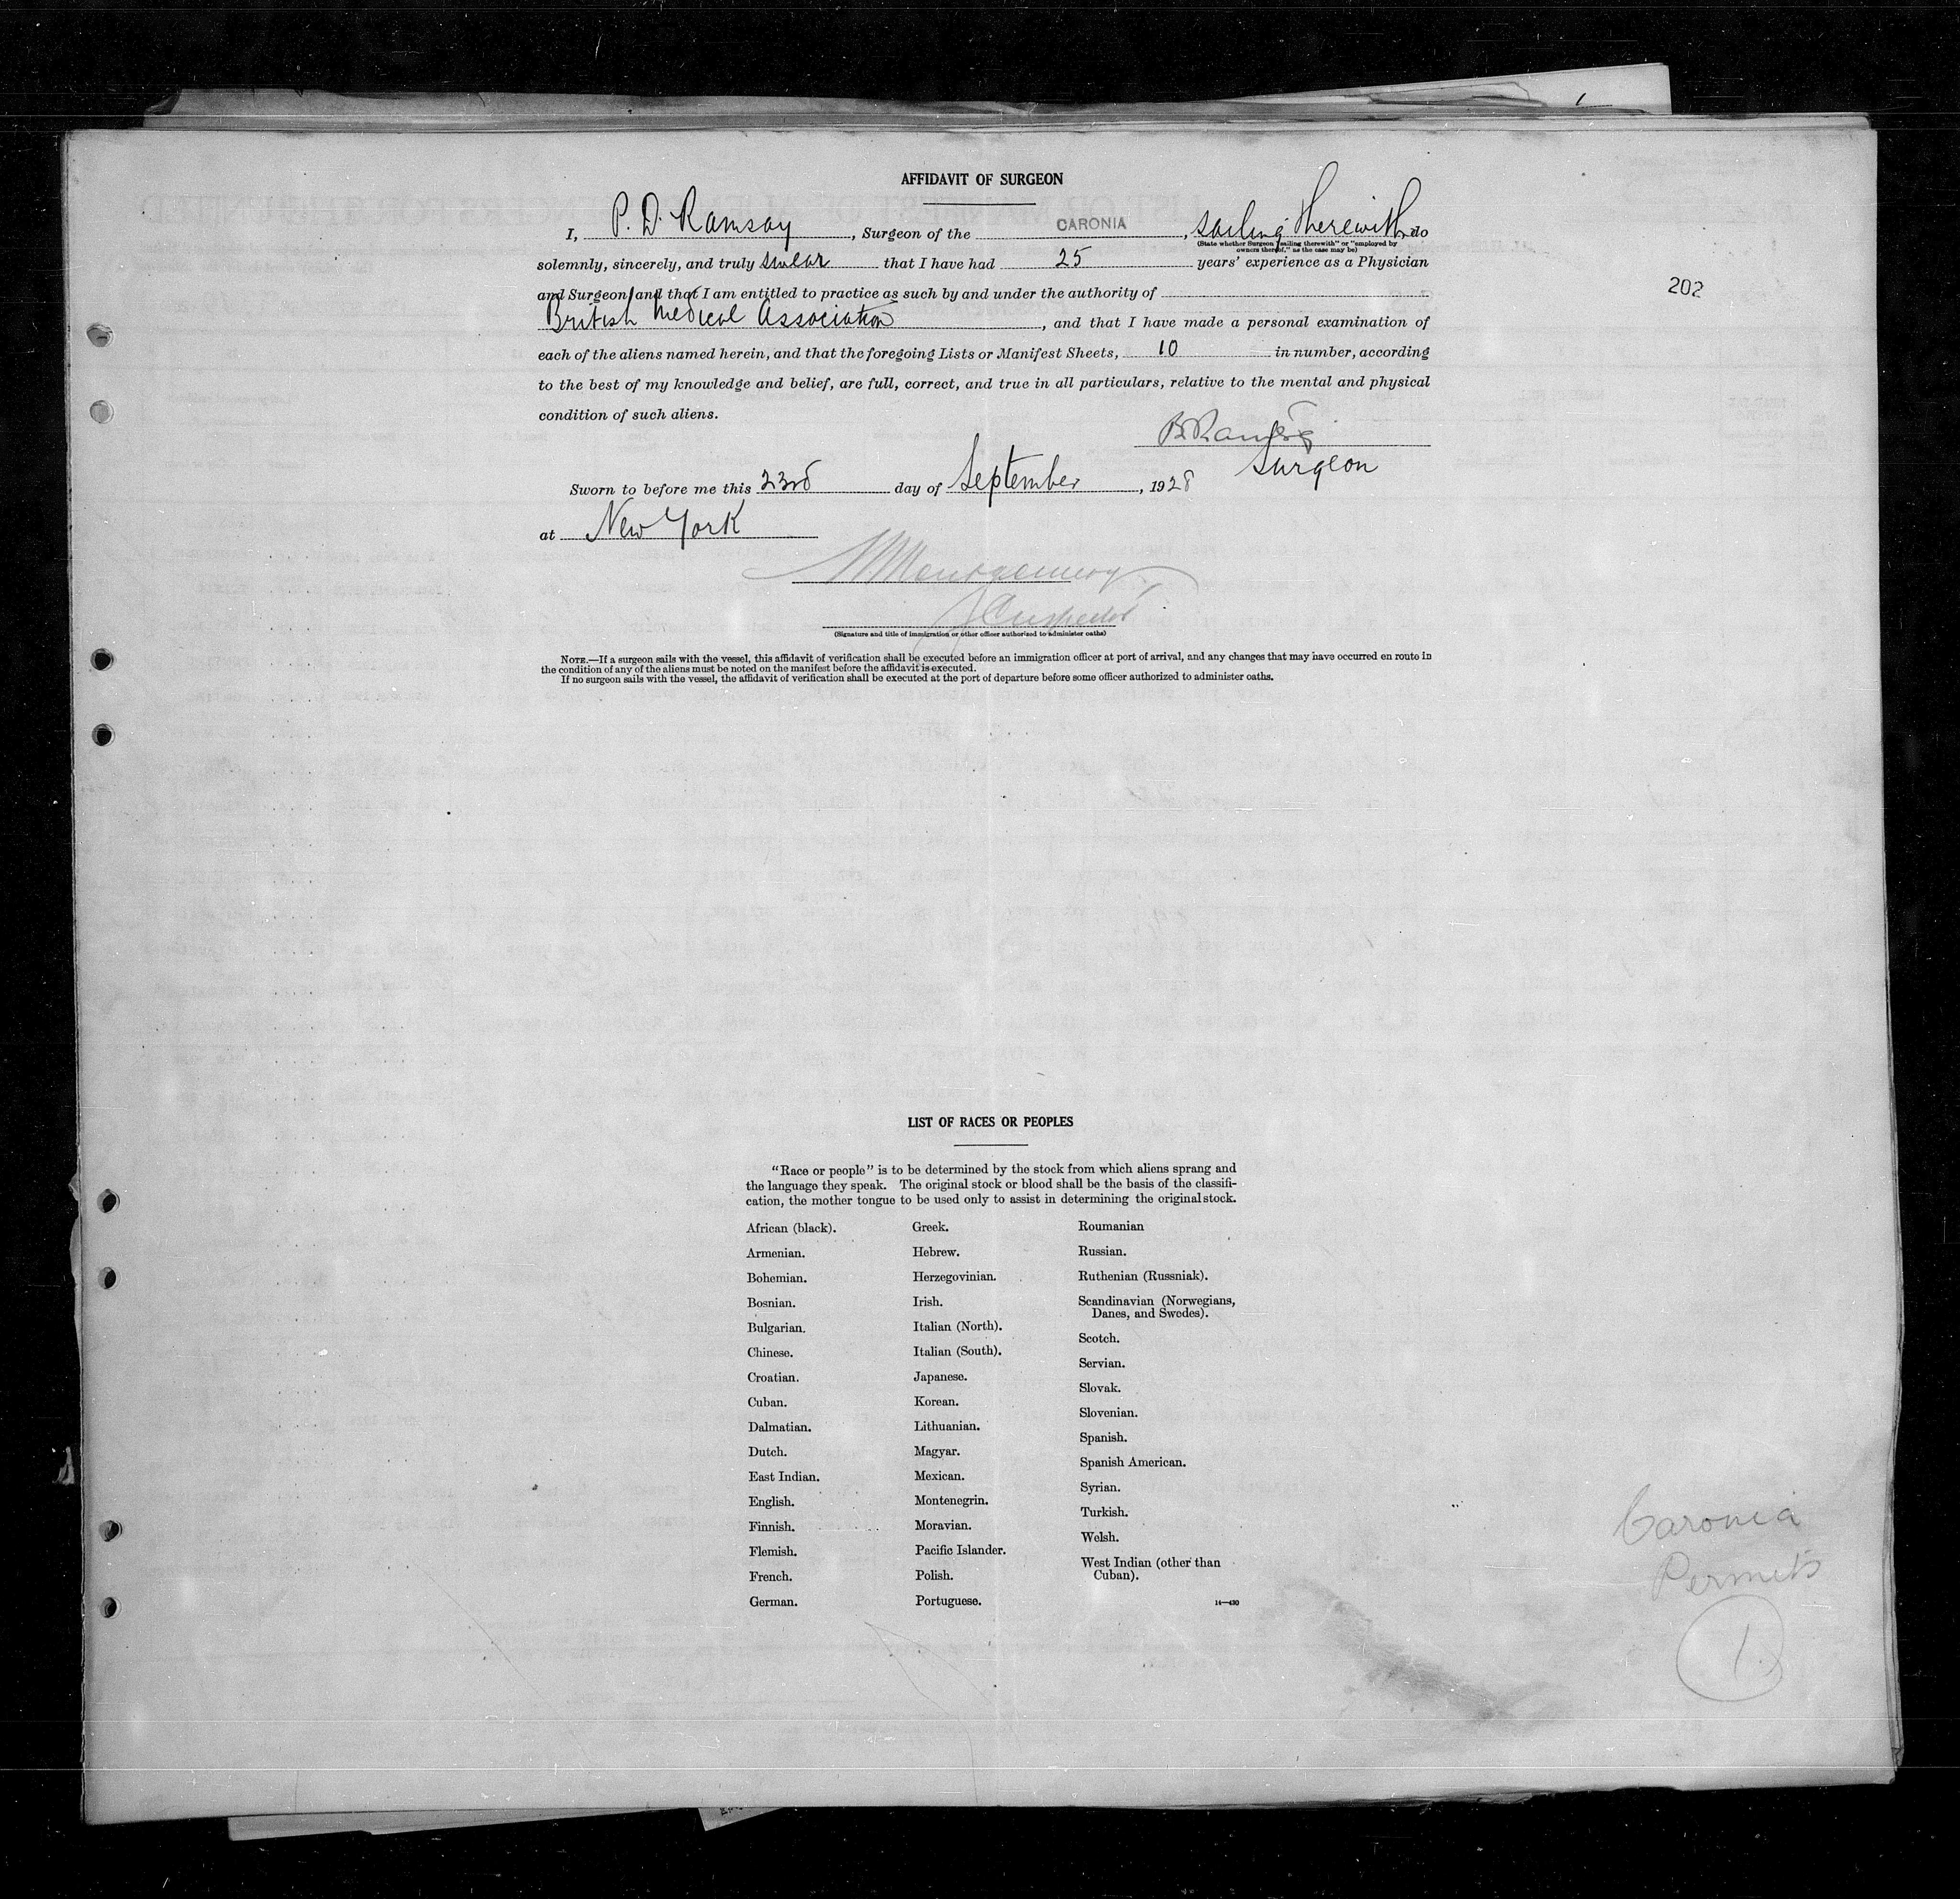 AFFIDAVIT OF SURGEON
I, P. D. Ramsay, Surgeon of the CARONIA, sailing therewith do
(State whether Surgeon "sailing therewith" or "employed by
owners thereof," as the case may be)
solemnly, sincerely, and truly swear that I have had 25 years' experience as a Physician
and Surgeon, and that I am entitled to practice as such by and under the authority of
British Medical Association, and that I have made a personal examination of
each of the aliens named herein, and that the foregoing Lists or Manifest Sheets, 10 in number, according
to the best of my knowledge and belief, are full, correct, and true in all particulars, relative to the mental and physical
condition of such aliens.
202
Surgeon
Sworn to before me this 23rd day of September, 1928
at New York
Montgomery
Inspector
(Signature and title of immigration or other officer authorized to administer oaths)
NOTE.—If a surgeon sails with the vessel, this affidavit of verification shall be executed before an immigration officer at port of arrival, and any changes that may have occurred en route in
the condition of any of the aliens must be noted on the manifest before the affidavit is executed.
If no surgeon sails with the vessel, the affidavit of verification shall be executed at the port of departure before some officer authorized to administer oaths.
LIST OF RACES OR PEOPLES
"Race or people" is to be determined by the stock from which aliens sprang and
the language they speak. The original stock or blood shall be the basis of the classifi-
cation, the mother tongue to be used only to assist in determining the original stock.
African (black).
Armenian.
Bohemian.
Bosnian.
Bulgarian.
Chinese.
Croatian.
Cuban.
Dalmatian.
Dutch.
East Indian.
English.
Finnish.
Flemish.
French.
German.
Greek.
Hebrew.
Herzegovinian.
Irish.
Italian (North).
Italian (South).
Japanese.
Korean.
Lithuanian.
Magyar.
Mexican.
Montenegrin.
Moravian.
Pacific Islander.
Polish.
Portuguese.
Roumanian
Russian.
Ruthenian (Russniak).
Scandinavian (Norwegians,
Danes, and Swedes).
Scotch.
Servian.
Slovak.
Slovenian.
Spanish.
Spanish American.
Syrian.
Turkish.
Welsh.
West Indian (other than
Cuban).
14—430
Caronia
Permits
1